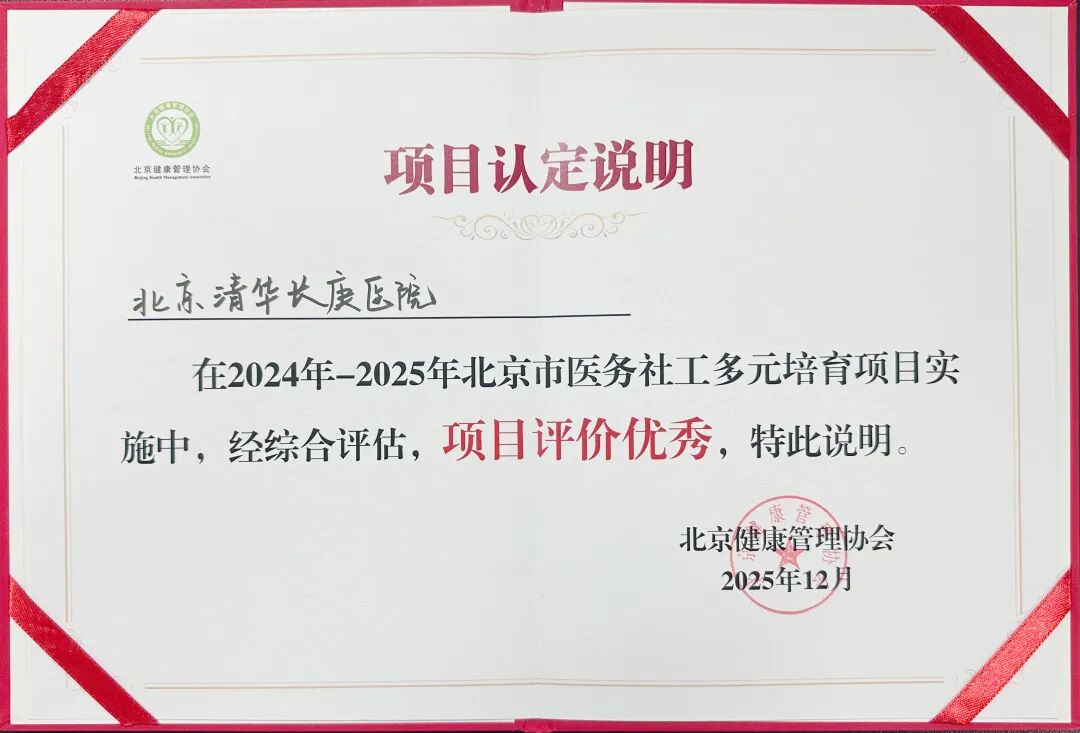 北京健康管理协会
Beijing Health Management Association
项目认定说明
北京清华长庚医院
在2024年-2025年北京市医务社工多元培育项目实
施中，经综合评估，项目评价优秀，特此说明。
北京健康管理协会
2025年12月